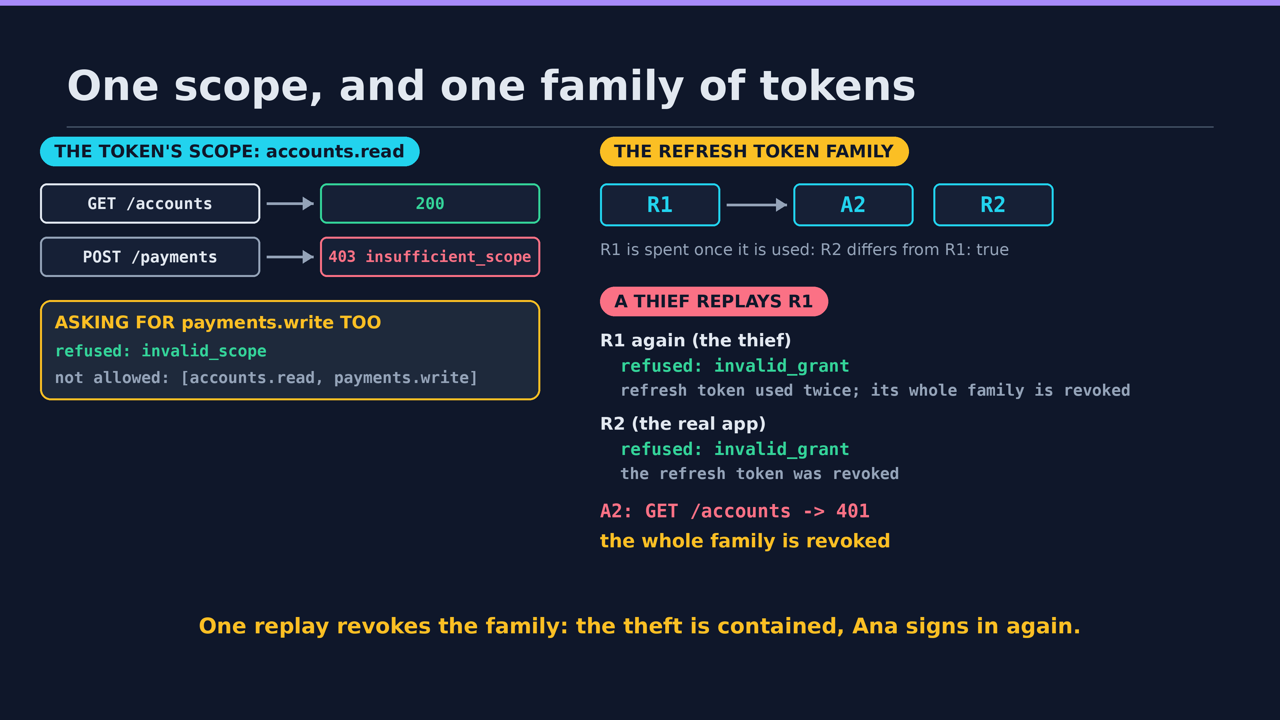 One scope, and one family of tokens
THE TOKEN'S SCOPE: accounts.read
GET /accounts
200
POST /payments
403 insufficient_scope
ASKING FOR payments.write TOO
refused: invalid_scope
not allowed: [accounts.read, payments.write]
THE REFRESH TOKEN FAMILY
R1
A2
R2
R1 is spent once it is used: R2 differs from R1: true
A THIEF REPLAYS R1
R1 again (the thief)
refused: invalid_grant
refresh token used twice; its whole family is revoked
R2 (the real app)
refused: invalid_grant
the refresh token was revoked
A2: GET /accounts -> 401
the whole family is revoked
One replay revokes the family: the theft is contained, Ana signs in again.